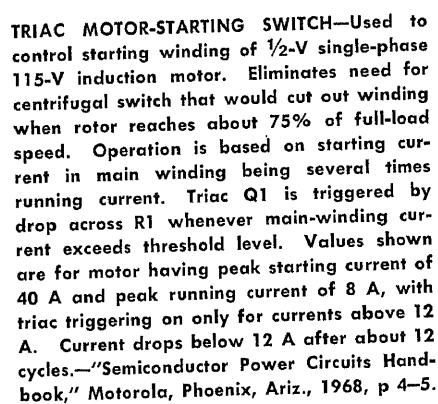 TRIAC MOTOR-STARTING SWITCH—Used to
control starting winding of ½-V single-phase
115-V induction motor. Eliminates need for
centrifugal switch that would cut out winding
when rotor reaches about 75% of full-load
speed. Operation is based on starting cur-
rent in main winding being several times
running current. Triac Q1 is triggered by
drop across R1 whenever main-winding cur-
rent exceeds threshold level. Values shown
are for motor having peak starting current of
40 A and peak running current of 8 A, with
triac triggering on only for currents above 12
A. Current drops below 12 A after about 12
cycles.—"Semiconductor Power Circuits Hand-
book," Motorola, Phoenix, Ariz., 1968, p 4–5.